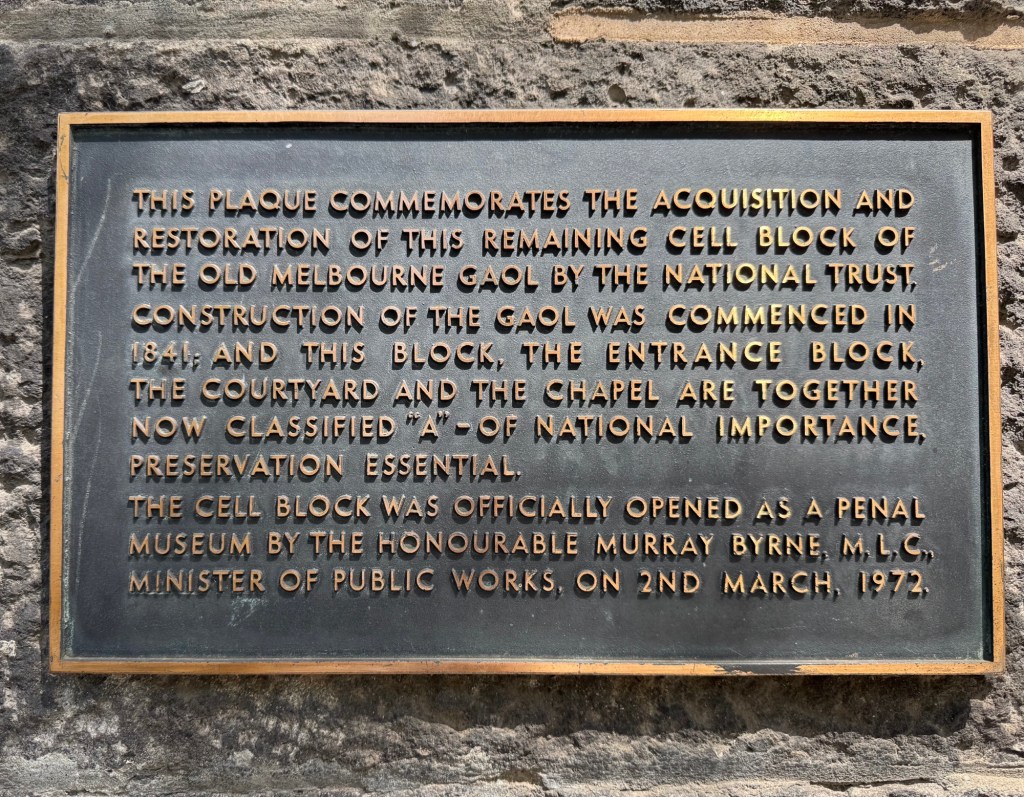 THIS PLAQUE COMMEMORATES THE ACQUISITION AND
RESTORATION OF THIS REMAINING CELL BLOCK OF
THE OLD MELBOURNE GAOL BY THE NATIONAL TRUST.
CONSTRUCTION OF THE GAOL WAS COMMENCED IN
1841; AND THIS BLOCK, THE ENTRANCE BLOCK,
THE COURTYARD AND THE CHAPEL ARE TOGETHER
NOW CLASSIFIED "A" – OF NATIONAL IMPORTANCE,
PRESERVATION ESSENTIAL.
THE CELL BLOCK WAS OFFICIALLY OPENED AS A PENAL
MUSEUM BY THE HONOURABLE MURRAY BYRNE, M.L.C.,
MINISTER OF PUBLIC WORKS, ON 2ND MARCH, 1972.